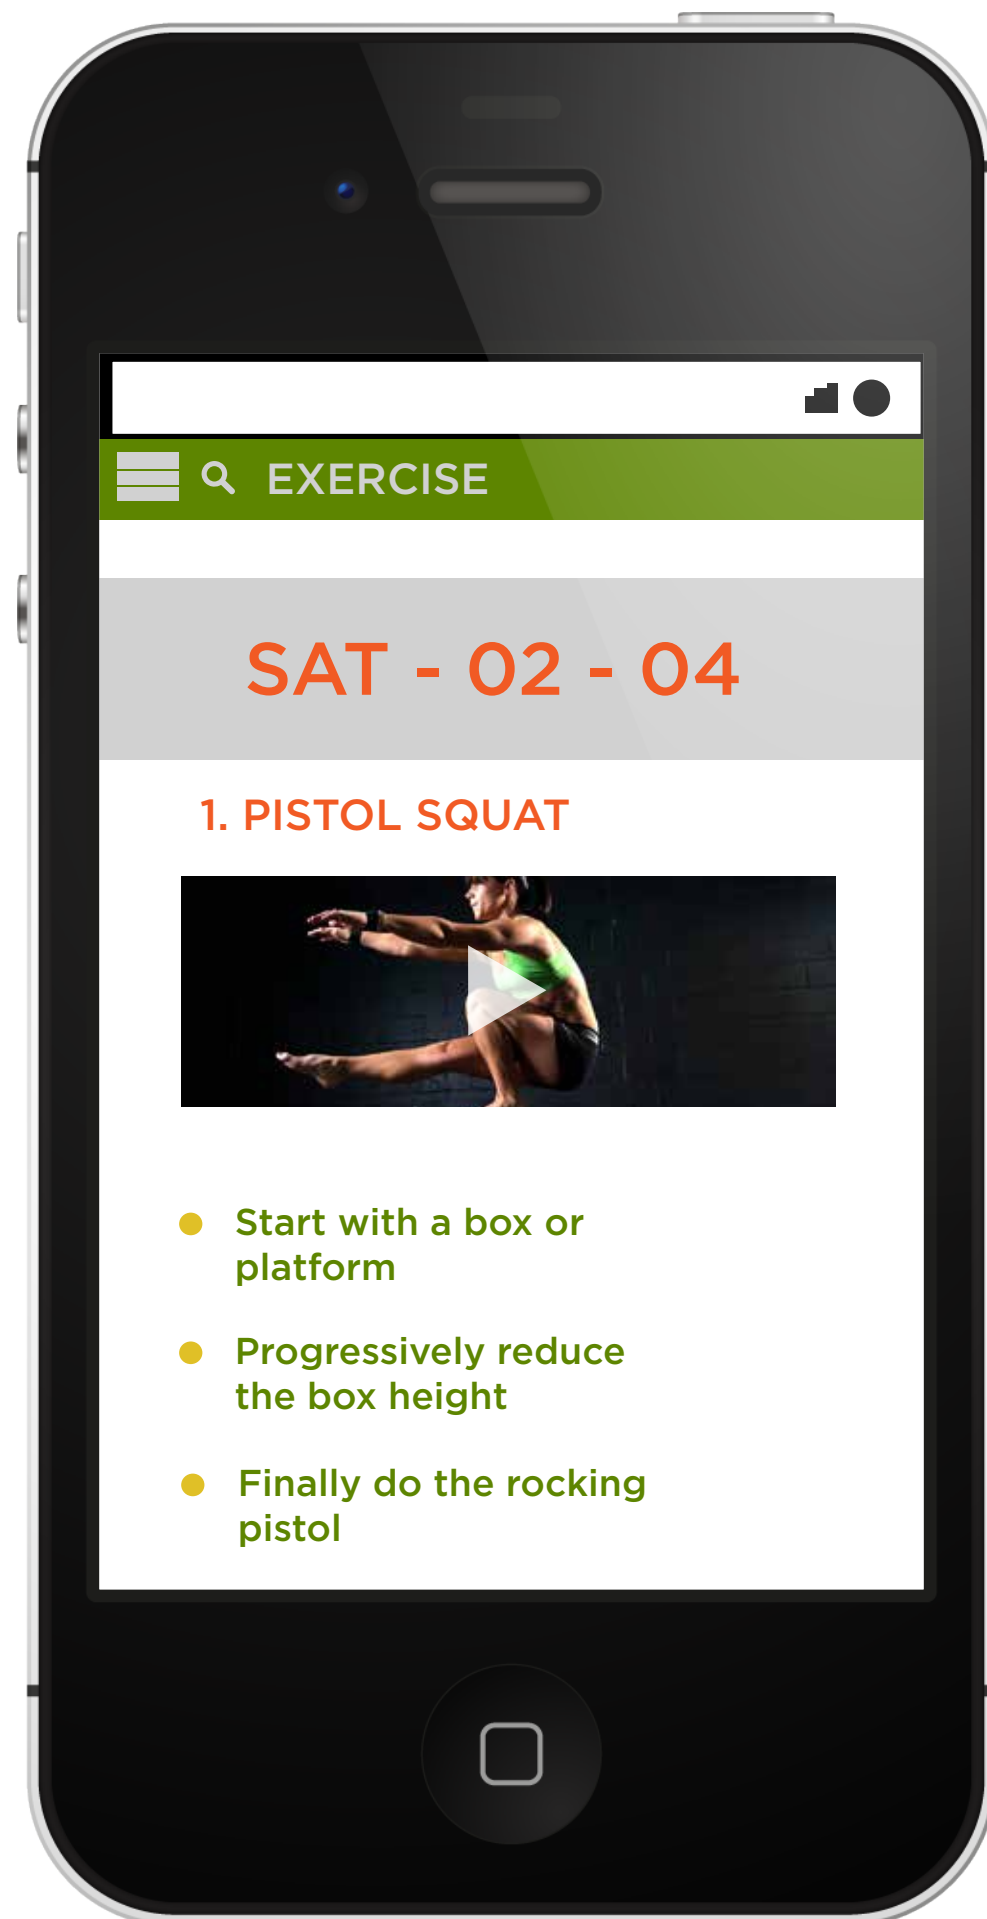 EXERCISE
SAT - 02 - 04
1. PISTOL SQUAT
Start with a box or
platform
Progressively reduce
the box height
Finally do the rocking
pistol